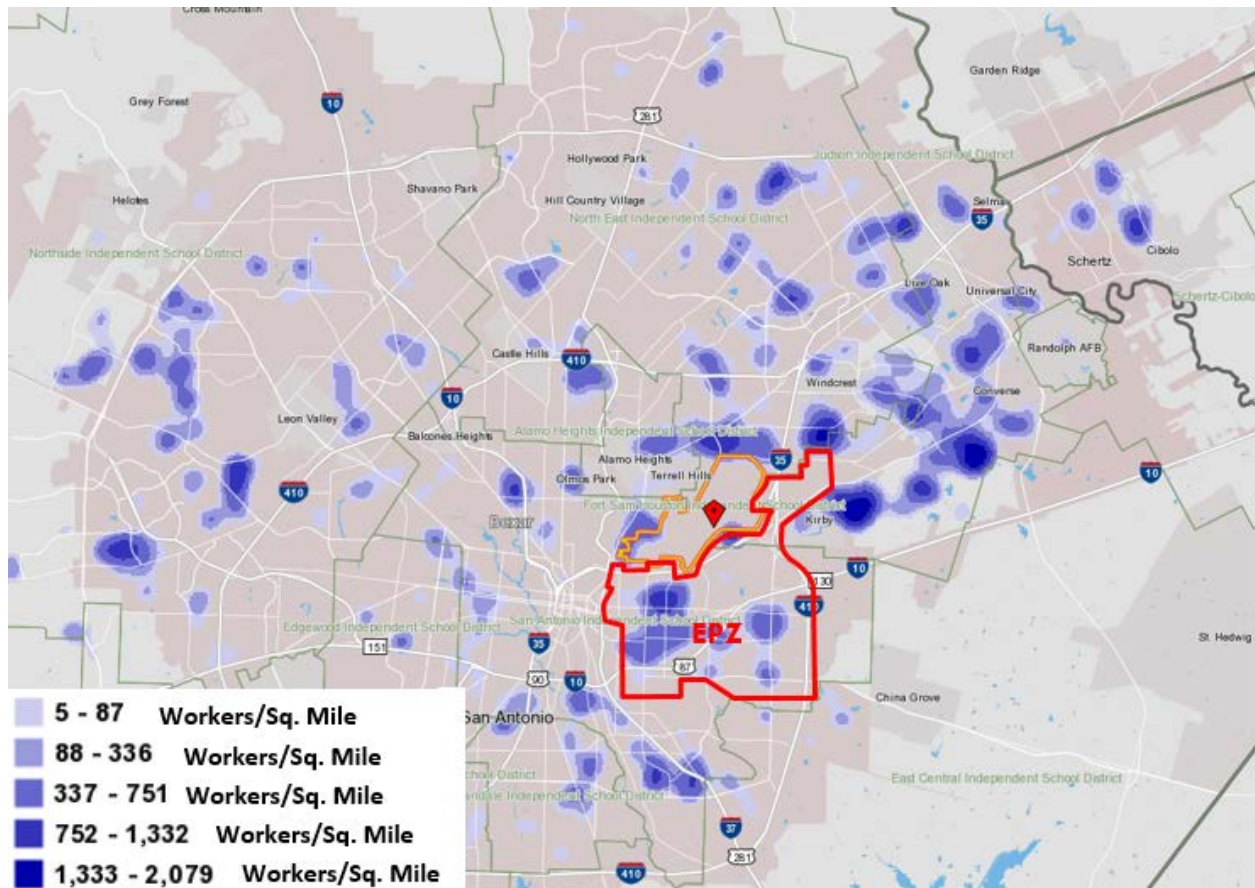 Cross Mountain
Garden Ridge
Grey Forest
10
281
Hollywood Park
Judson Independent School District
Shavano Park
Helotes
Hill Country Village
Selma
North East Independent School District
35
Northside Independent School District
Cibolo
Schertz
Live Oak
Universal City
Schertz-Cibolo
Randolph AFB
Castle Hills
410
Windcrest
Converse
10
Leon Valley
Alamo Heights Independent School District
Balcones Heights
Alamo Heights
35
Terrell Hills
10
Olmos Park
410
Fort Sam Houston Independent School District
Bexar
Kirby
10
130
410
San Antonio Independent School District
Edgewood Independent School District
EPZ
St. Hedwig
35
151
87
90
10
China Grove
San Antonio
5 - 87 Workers/Sq. Mile
88 - 336 Workers/Sq. Mile
East Central Independent School District
hool District
337 - 751 Workers/Sq. Mile
dale Independent School District
752 - 1,332 Workers/Sq. Mile
37
281
1,333 - 2,079 Workers/Sq. Mile
410